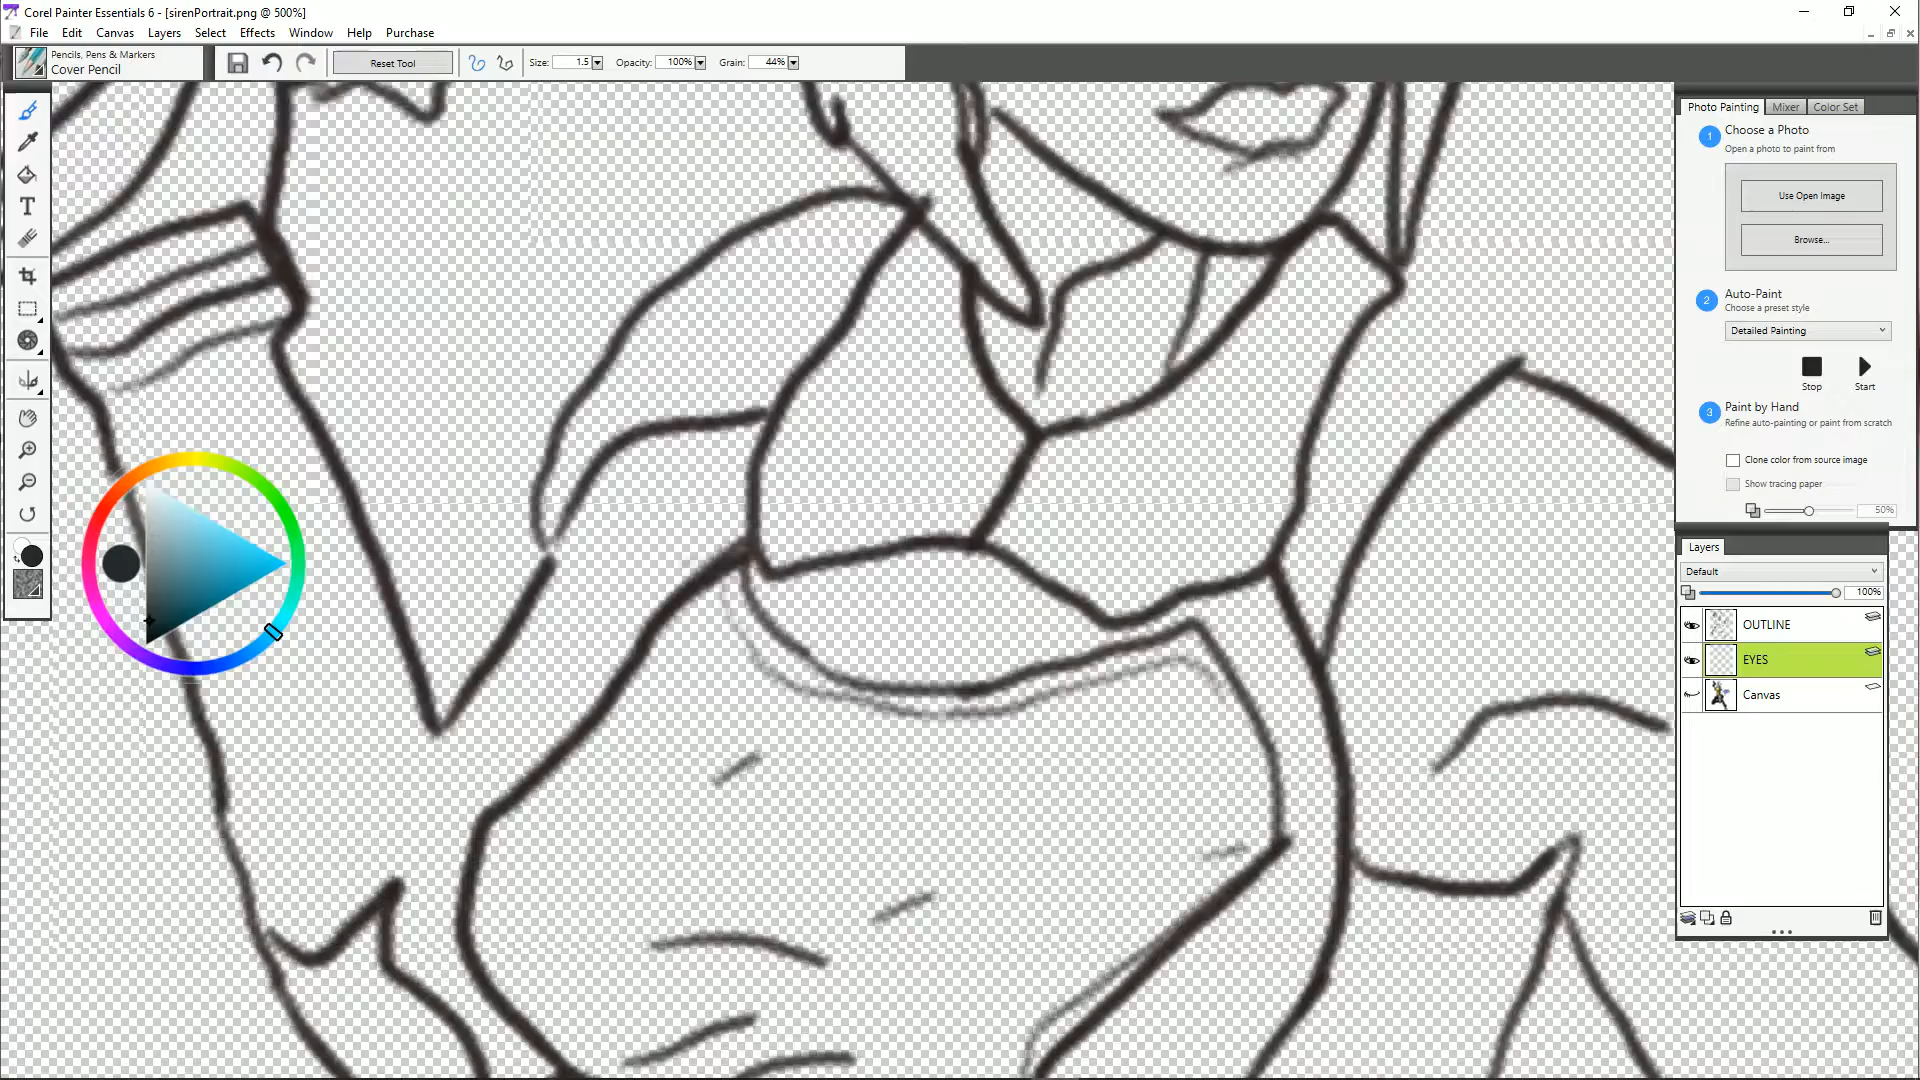 Corel Painter Essentials 6 - [sirenPortrait.png @ 500%]
File Edit Canvas Layers Select Effects Window Help Purchase
Pencils, Pens & Markers
Cover Pencil
Reset Tool
Size: 1.5
Opacity: 100%
Grain: 44%
Photo Painting Mixer Color Set
1 Choose a Photo
Open a photo to paint from
Use Open Image
Browse...
2 Auto-Paint
Choose a preset style
Detailed Painting
Stop Start
3 Paint by Hand
Refine auto-painting or paint from scratch
Clone color from source image
Show tracing paper
50%
Layers
Default
100%
OUTLINE
EYES
Canvas
T